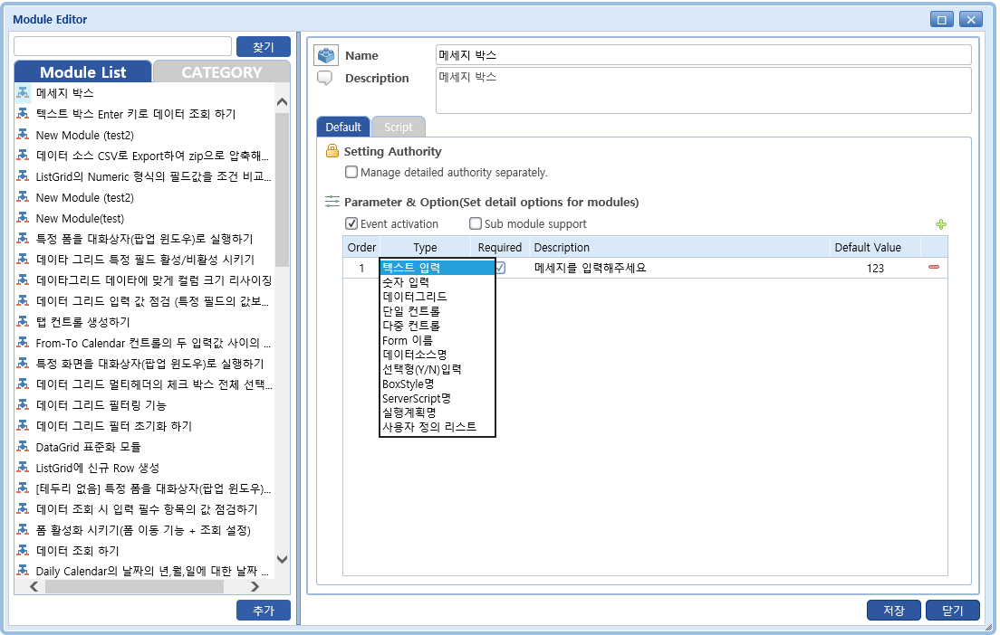 Module Editor
찾기
Module List
CATEGORY
메세지 박스
텍스트 박스 Enter 키로 데이터 조회 하기
New Module (test2)
데이터 소스 CSV로 Export하여 zip으로 압축해...
ListGrid의 Numeric 형식의 필드값을 조건 비교...
New Module (test2)
New Module(test)
특정 폼을 대화상자(팝업 윈도우)로 실행하기
데이타 그리드 특정 필드 활성/비활성 시키기
데이타그리드 데이타에 맞게 컬럼 크기 리사이징
데이터 그리드 입력 값 점검 (특정 필드의 값보...
탭 컨트롤 생성하기
From-To Calendar 컨트롤의 두 입력값 사이의 ...
특정 화면을 대화상자(팝업 윈도우)로 실행하기
데이터 그리드 멀티헤더의 체크 박스 전체 선택...
데이터 그리드 필터링 기능
데이터 그리드 필터 초기화 하기
DataGrid 표준화 모듈
ListGrid에 신규 Row 생성
[테두리 없음] 특정 폼을 대화상자(팝업 윈도우)...
데이터 조회 시 입력 필수 항목의 값 점검하기
폼 활성화 시키기(폼 이동 기능 + 조회 설정)
데이터 조회 하기
Daily Calendar의 날짜의 년,월,일에 대한 날짜 ...
추가
Name
메세지 박스
Description
메세지 박스
Default
Script
Setting Authority
Manage detailed authority separately.
Parameter & Option(Set detail options for modules)
Event activation
Sub module support
Order Type Required Description Default Value
1 텍스트 입력 메세지를 입력해주세요 123
숫자 입력
데이터그리드
단일 컨트롤
다중 컨트롤
Form 이름
데이터소스명
선택형(Y/N)입력
BoxStyle명
ServerScript명
실행계획명
사용자 정의 리스트
저장
닫기